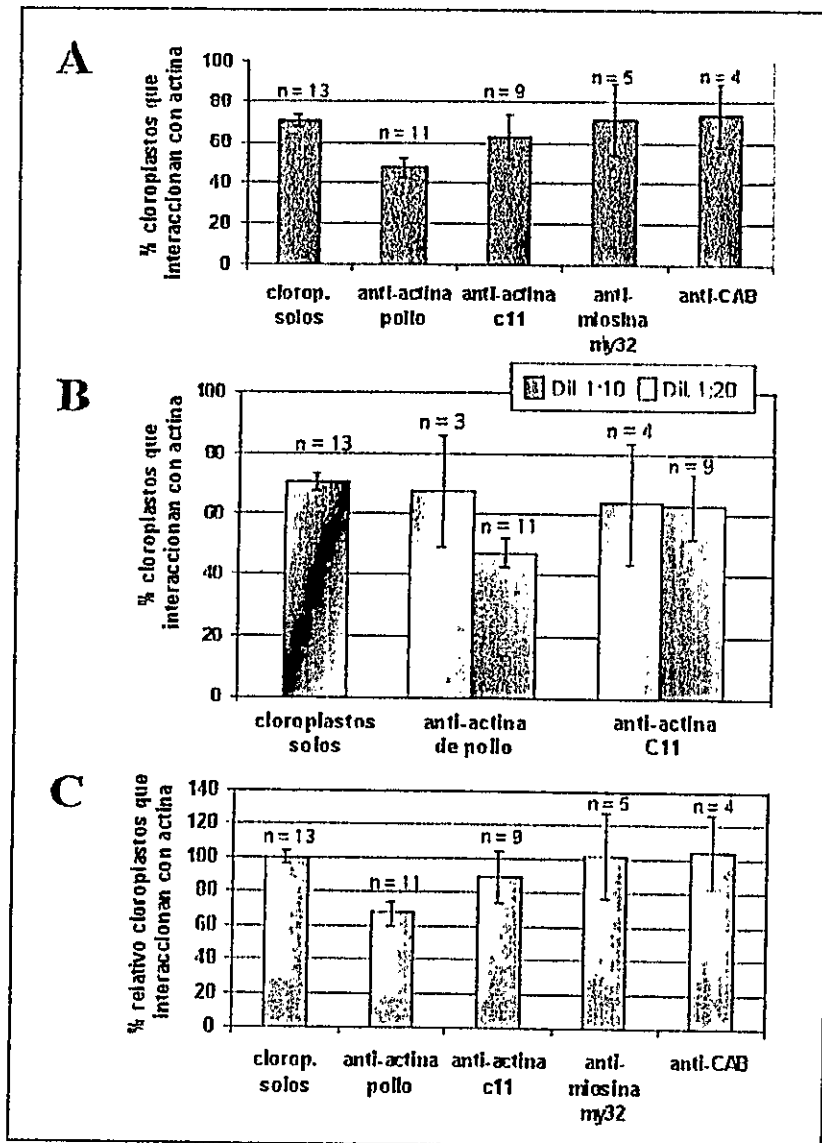 A
% cloroplastos que
interaccionan con actina
100
80
60
40
20
0
n = 13
n = 11
n = 9
n = 5
n = 4
clorop.
solos
anti-actina
pollo
anti-actina
c11
anti-
miosina
my32
anti-CAB
B
% cloroplastos que
interaccionan con actina
100
80
60
40
20
0
Dil 1:10 Dil. 1:20
n = 13
n = 3
n = 11
n = 4
n = 9
cloroplastos
solos
anti-actina
de pollo
anti-actina
C11
C
% relativo cloroplastos que
interaccionan con actina
140
120
100
80
60
40
20
0
n = 13
n = 11
n = 9
n = 5
n = 4
clorop.
solos
anti-actina
pollo
anti-actina
c11
anti-
miosina
my32
anti-CAB